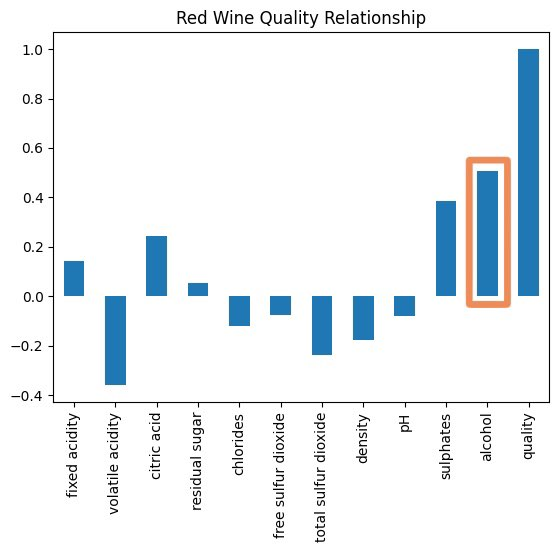 Red Wine Quality Relationship
1.0
0.8
0.6
0.4
0.2
0.0
−0.2
−0.4
fixed acidity
volatile acidity
citric acid
residual sugar
chlorides
free sulfur dioxide
total sulfur dioxide
density
pH
sulphates
alcohol
quality